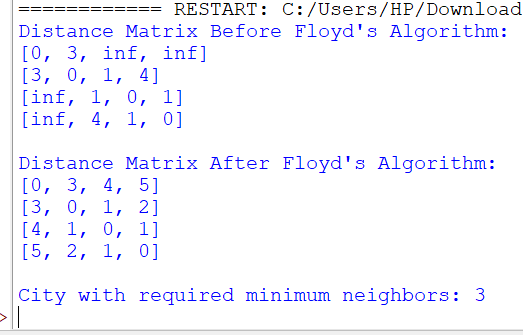 ============ RESTART: C:/Users/HP/Download
Distance Matrix Before Floyd's Algorithm:
[0, 3, inf, inf]
[3, 0, 1, 4]
[inf, 1, 0, 1]
[inf, 4, 1, 0]
Distance Matrix After Floyd's Algorithm:
[0, 3, 4, 5]
[3, 0, 1, 2]
[4, 1, 0, 1]
[5, 2, 1, 0]
City with required minimum neighbors: 3
>